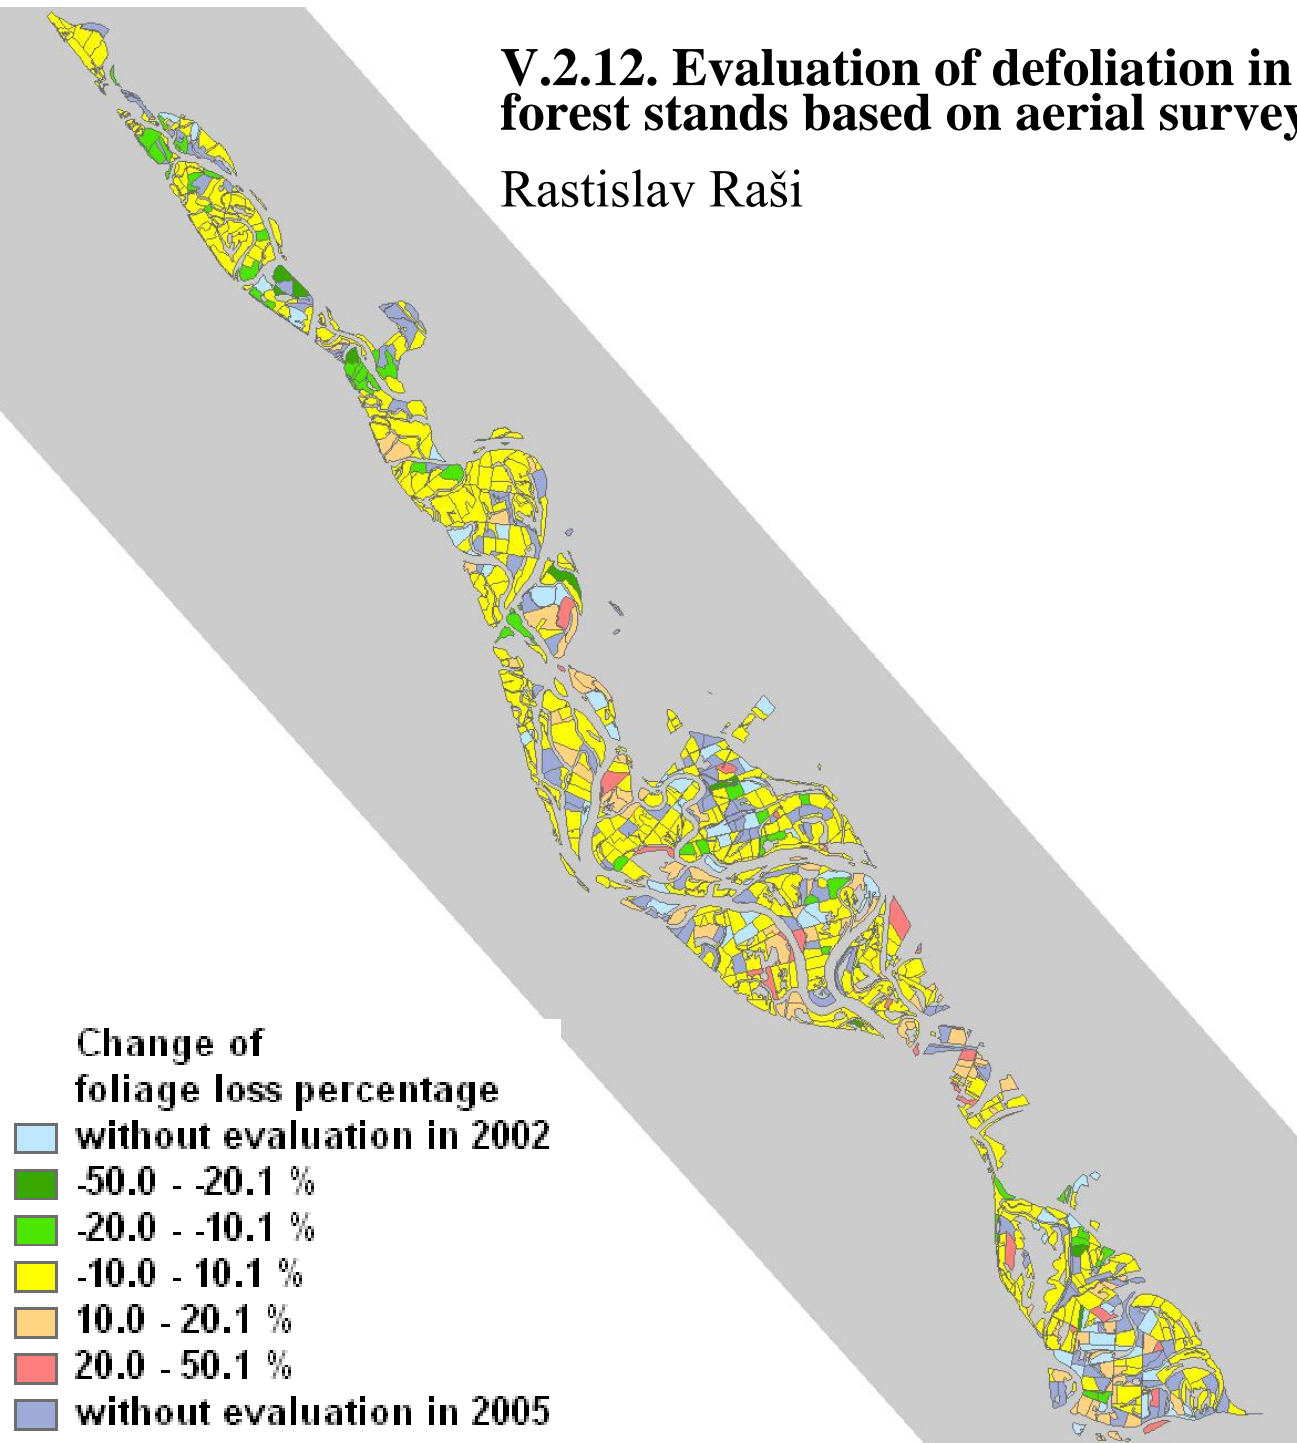 V.2.12. Evaluation of defoliation in
forest stands based on aerial survey
Rastislav Raši
Change of
foliage loss percentage
without evaluation in 2002
-50.0 - -20.1 %
-20.0 - -10.1 %
-10.0 - 10.1 %
10.0 - 20.1 %
20.0 - 50.1 %
without evaluation in 2005